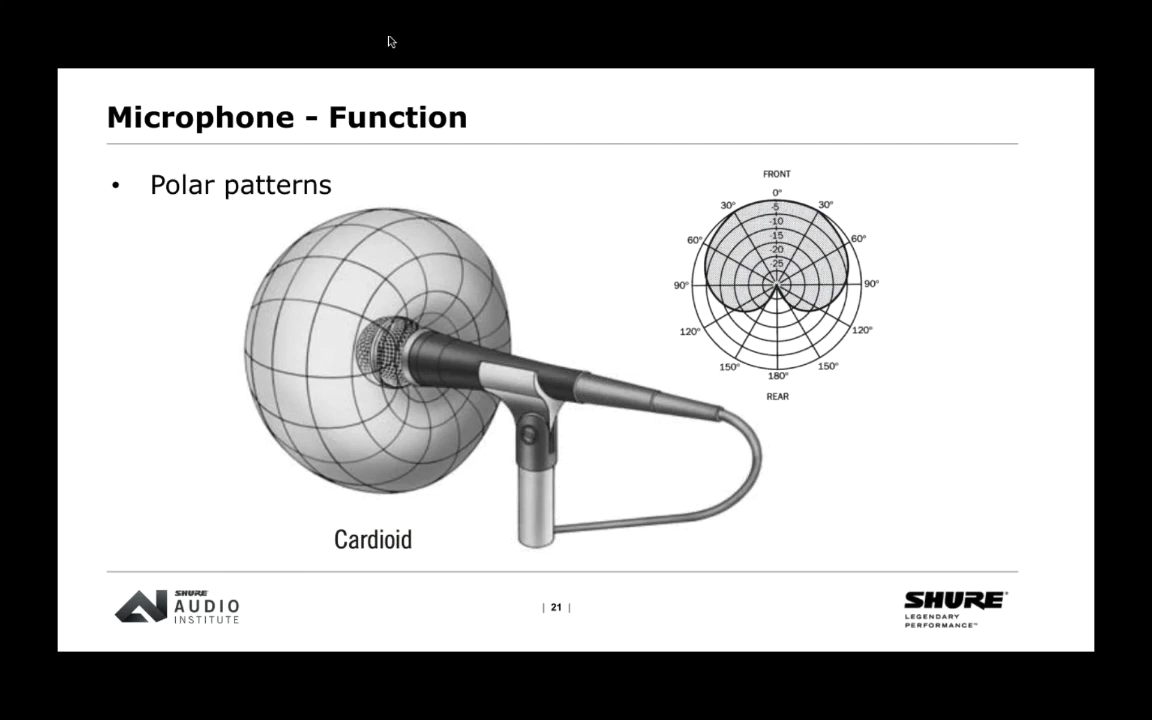 Microphone - Function
• Polar patterns
FRONT
0°
30° -5 30°
-10
60° -15 60°
-20
-25
90° 90°
120° 120°
150° 180° 150°
REAR
Cardioid
SHURE
AUDIO
INSTITUTE
| 21 |
SHURE®
LEGENDARY
PERFORMANCE™